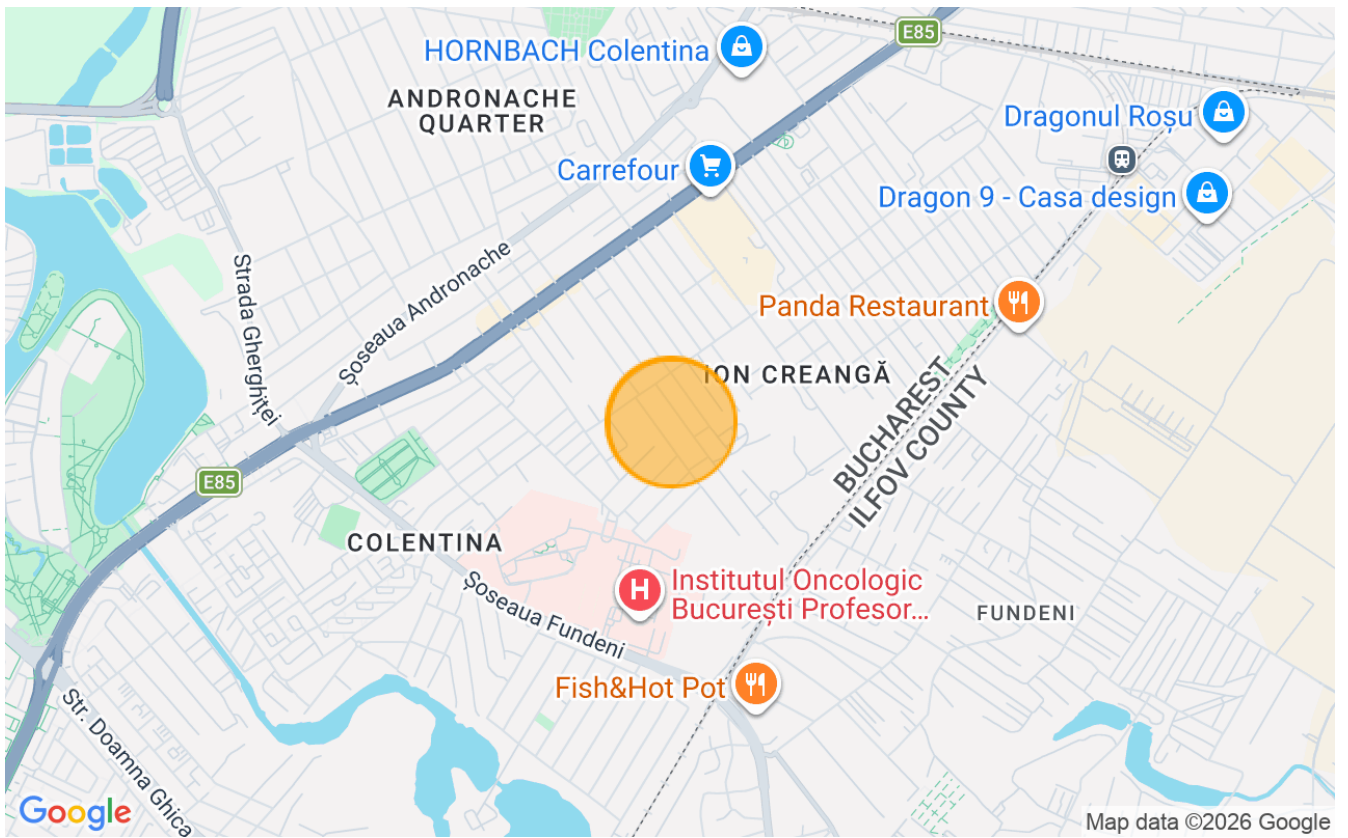 E85
HORNBACH Colentina
ANDRONACHE
QUARTER
Dragonul Roșu
Carrefour
Dragon 9 - Casa design
Strada Gherghiței
Șoseaua Andronache
Panda Restaurant
ION CREANGĂ
BUCHAREST
ILFOV COUNTY
E85
COLENTINA
Șoseaua Fundeni
Institutul Oncologic
București Profesor...
FUNDENI
Fish&Hot Pot
Str. Doamna Ghica
Google
Map data ©2026 Google